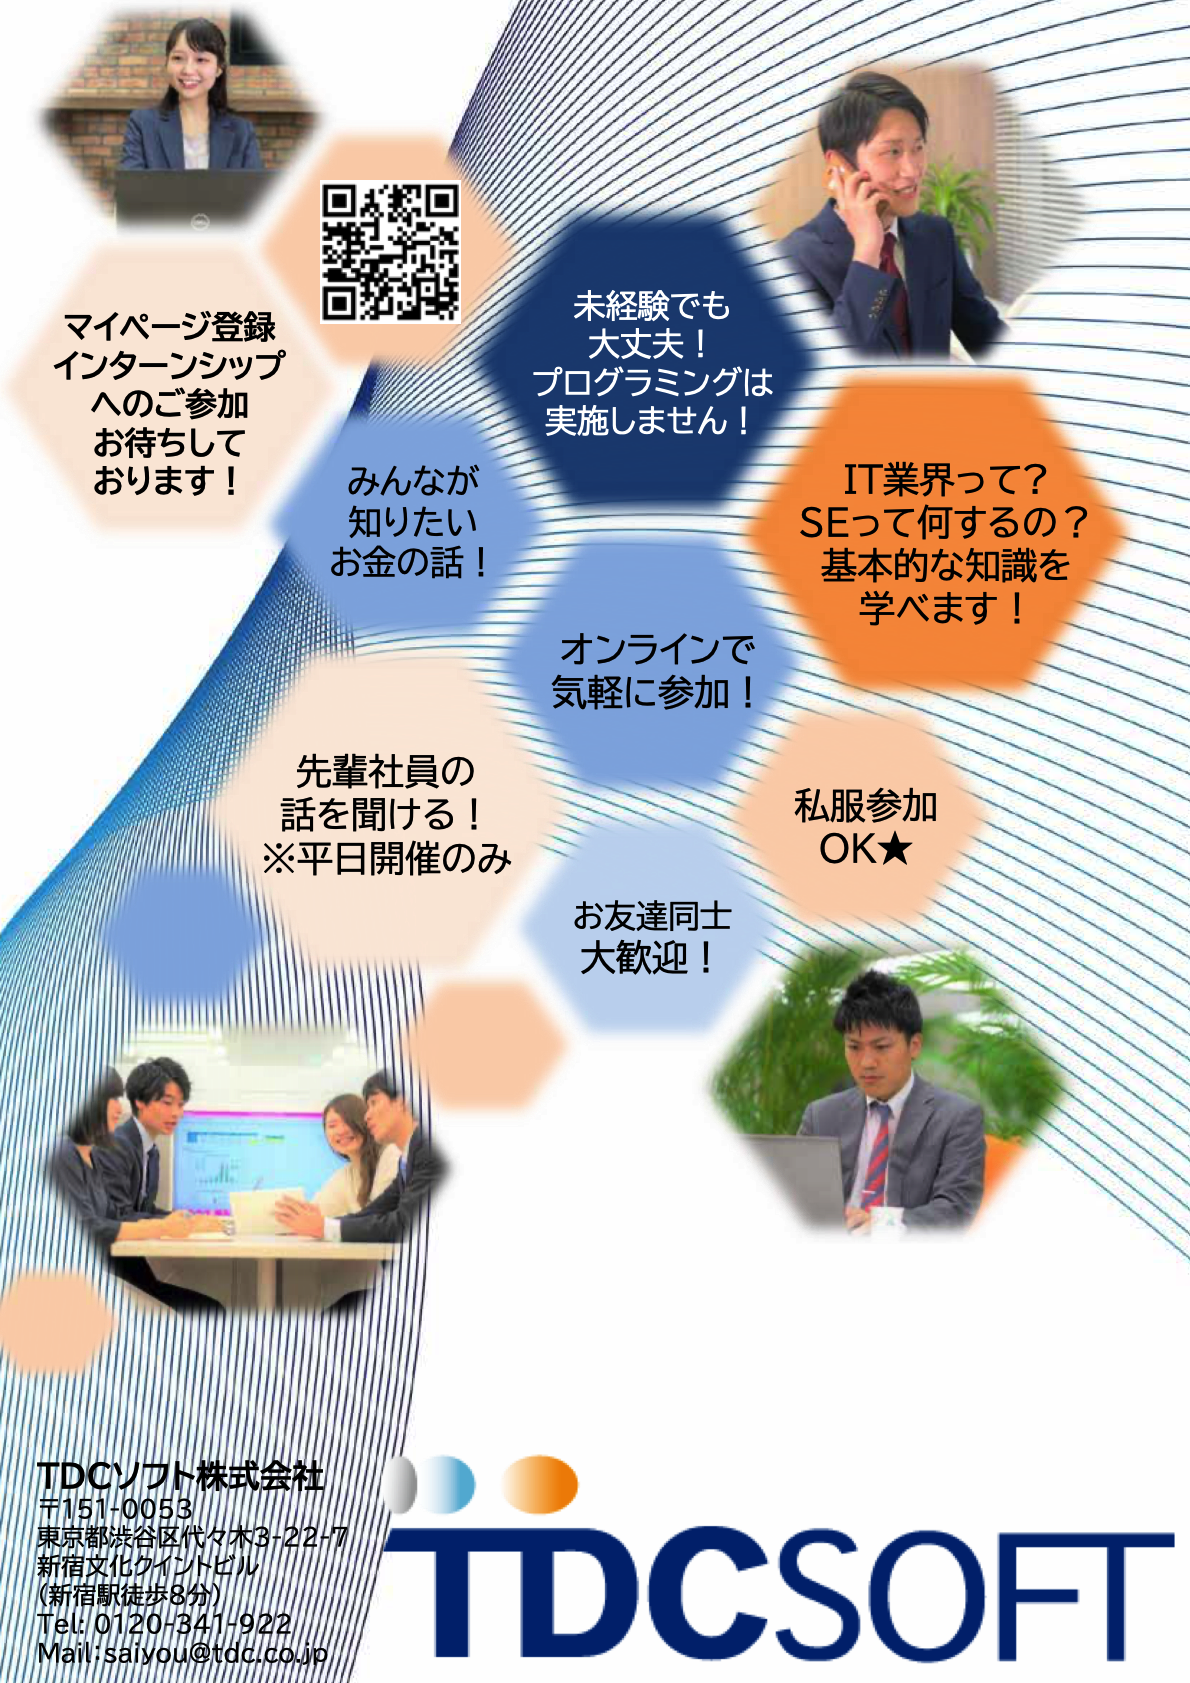 マイページ登録
インターンシップ
へのご参加
お待ちして
おります！
未経験でも
大丈夫！
プログラミングは
実施しません！
みんなが
知りたい
お金の話！
IT業界って?
SEって何するの？
基本的な知識を
学べます！
オンラインで
気軽に参加！
先輩社員の
話を聞ける！
※平日開催のみ
私服参加
OK★
お友達同士
大歓迎！
TDCソフト株式会社
〒151-0053
東京都渋谷区代々木3-22-7
新宿文化クイントビル
(新宿駅徒歩8分)
Tel: 0120-341-922
Mail:saiyou@tdc.co.jp
TDCSOFT